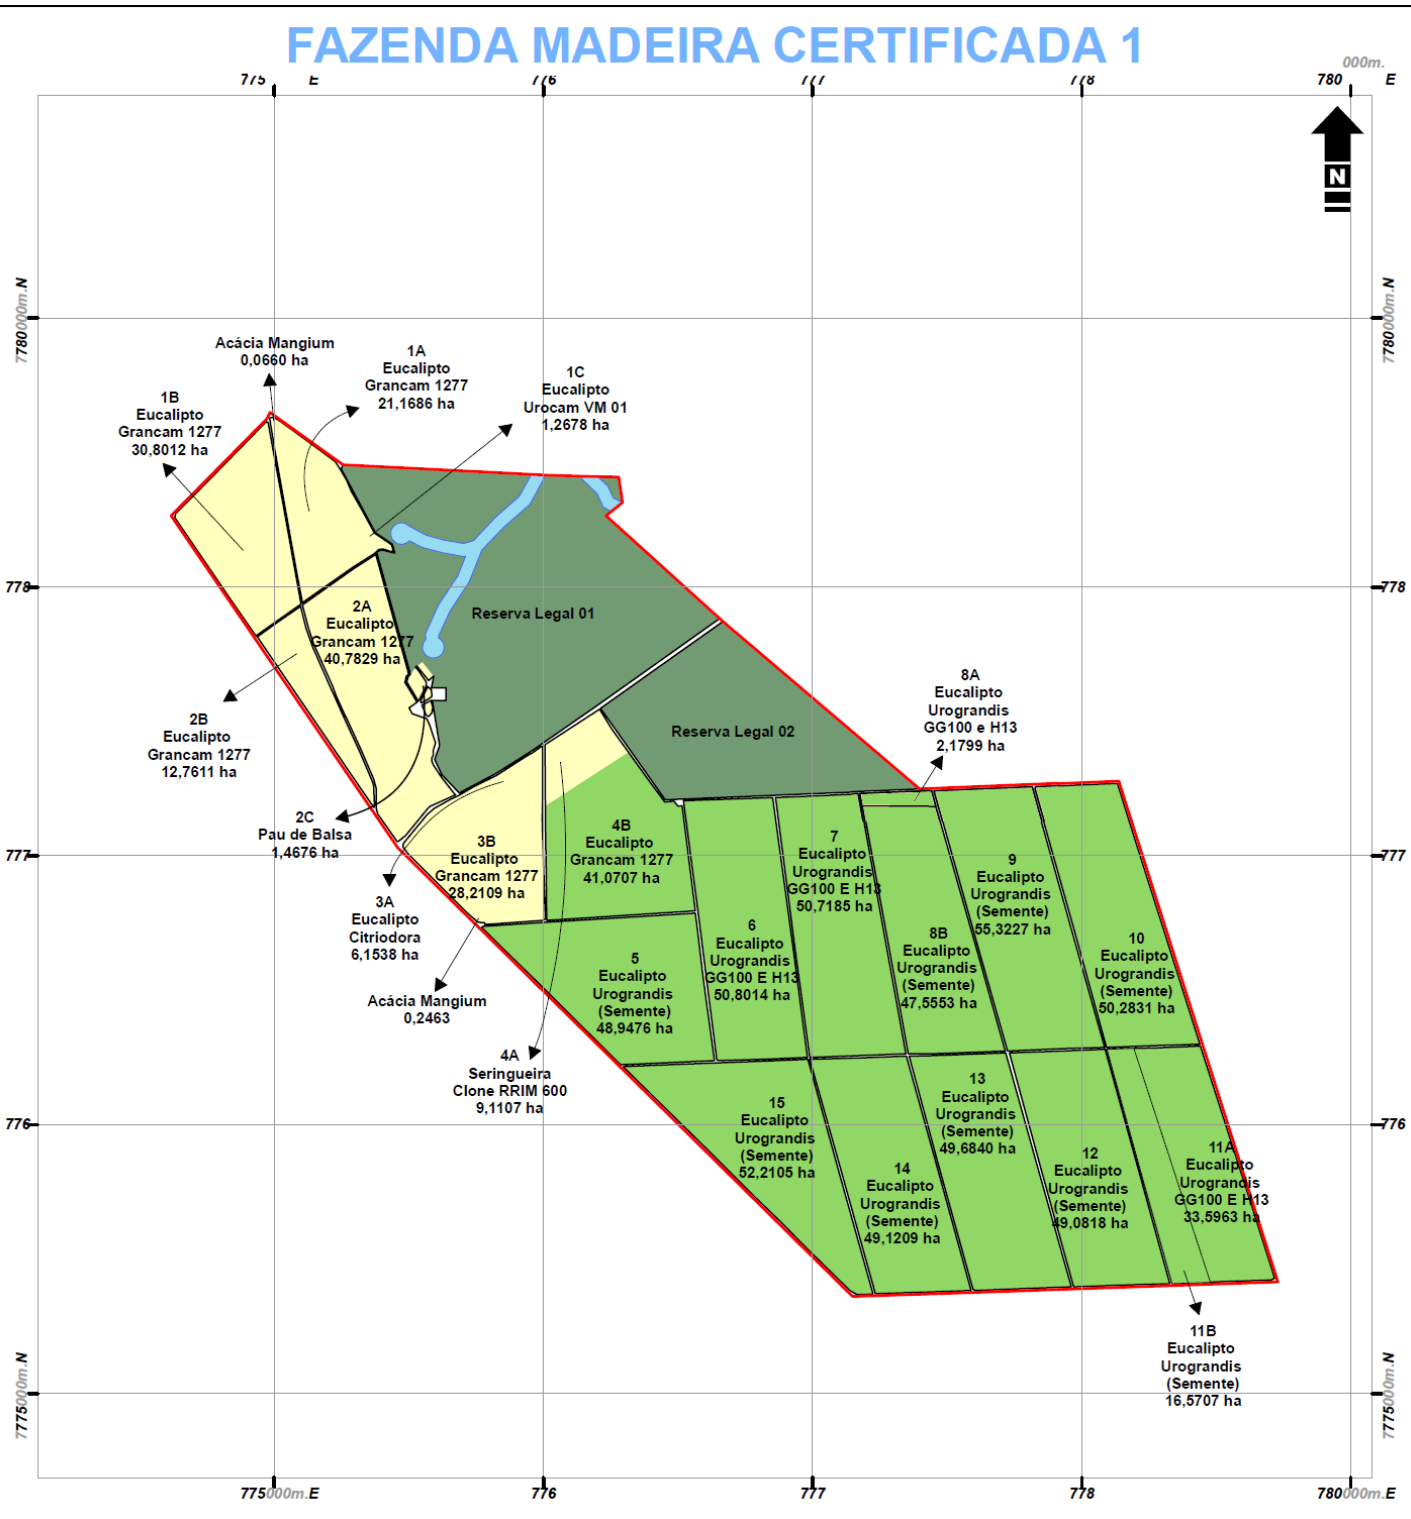 FAZENDA MADEIRA CERTIFICADA 1
000m.
775 E
776
777
778
780 E
N
7780000m.N
7780000m.N
Acácia Mangium
0,0660 ha
1A
Eucalipto
Grancam 1277
21,1686 ha
1C
Eucalipto
Urocam VM 01
1,2678 ha
1B
Eucalipto
Grancam 1277
30,8012 ha
778
778
2A
Eucalipto
Grancam 1277
40,7829 ha
Reserva Legal 01
2B
Eucalipto
Grancam 1277
12,7611 ha
Reserva Legal 02
8A
Eucalipto
Urograndis
GG100 e H13
2,1799 ha
2C
Pau de Balsa
1,4676 ha
777
777
3B
Eucalipto
Grancam 1277
28,2109 ha
4B
Eucalipto
Grancam 1277
41,0707 ha
7
Eucalipto
Urograndis
GG100 E H13
50,7185 ha
9
Eucalipto
Urograndis
(Semente)
55,3227 ha
3A
Eucalipto
Citriodora
6,1538 ha
Acácia Mangium
0,2463
5
Eucalipto
Urograndis
(Semente)
48,9476 ha
6
Eucalipto
Urograndis
GG100 E H13
50,8014 ha
8B
Eucalipto
Urograndis
(Semente)
47,5553 ha
10
Eucalipto
Urograndis
(Semente)
50,2831 ha
4A
Seringueira
Clone RRIM 600
9,1107 ha
776
776
15
Eucalipto
Urograndis
(Semente)
52,2105 ha
13
Eucalipto
Urograndis
(Semente)
49,6840 ha
14
Eucalipto
Urograndis
(Semente)
49,1209 ha
12
Eucalipto
Urograndis
(Semente)
49,0818 ha
11A
Eucalipto
Urograndis
GG100 E H13
33,5963 ha
11B
Eucalipto
Urograndis
(Semente)
16,5707 ha
7775000m.N
7775000m.N
775000m.E
776
777
778
780000m.E